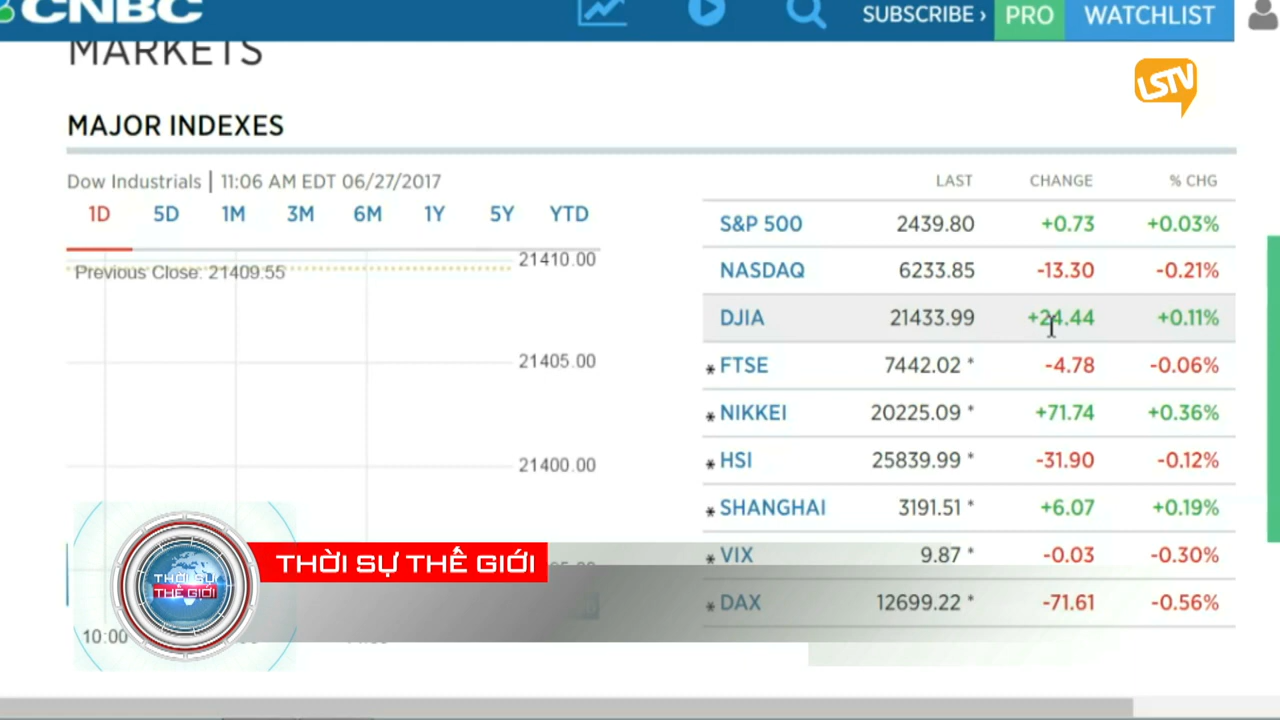 CNBC
SUBSCRIBE ›
PRO
WATCHLIST
MARKETS
LSTV
MAJOR INDEXES
Dow Industrials | 11:06 AM EDT 06/27/2017
1D 5D 1M 3M 6M 1Y 5Y YTD
Previous Close: 21409.55
21410.00
21405.00
21400.00
10:00
LAST CHANGE % CHG
S&P 500 2439.80 +0.73 +0.03%
NASDAQ 6233.85 -13.30 -0.21%
DJIA 21433.99 +24.44 +0.11%
* FTSE 7442.02 * -4.78 -0.06%
* NIKKEI 20225.09 * +71.74 +0.36%
* HSI 25839.99 * -31.90 -0.12%
* SHANGHAI 3191.51 * +6.07 +0.19%
* VIX 9.87 * -0.03 -0.30%
* DAX 12699.22 * -71.61 -0.56%
THỜI SỰ THẾ GIỚI
THỜI SỰ
THẾ GIỚI